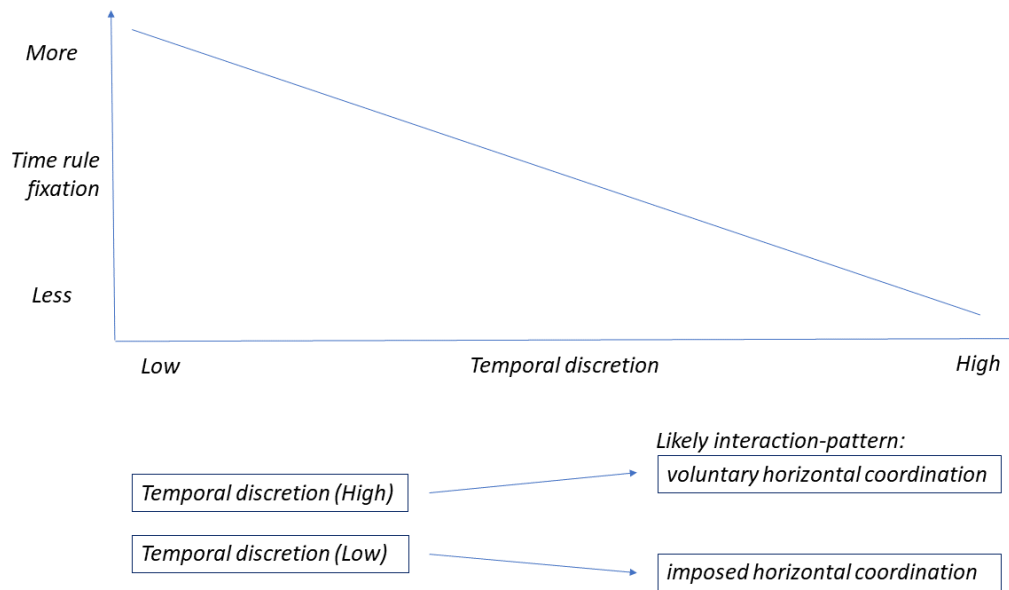 More
Time rule
fixation
Less
Low
Temporal discretion
High
Likely interaction-pattern:
Temporal discretion (High)
voluntary horizontal coordination
Temporal discretion (Low)
imposed horizontal coordination